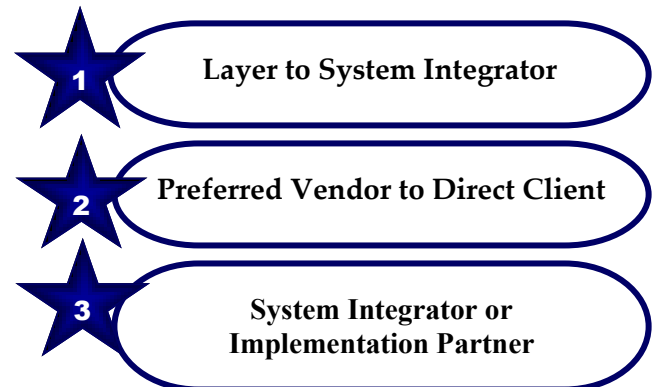 1
Layer to System Integrator
2
Preferred Vendor to Direct Client
3
System Integrator or
Implementation Partner